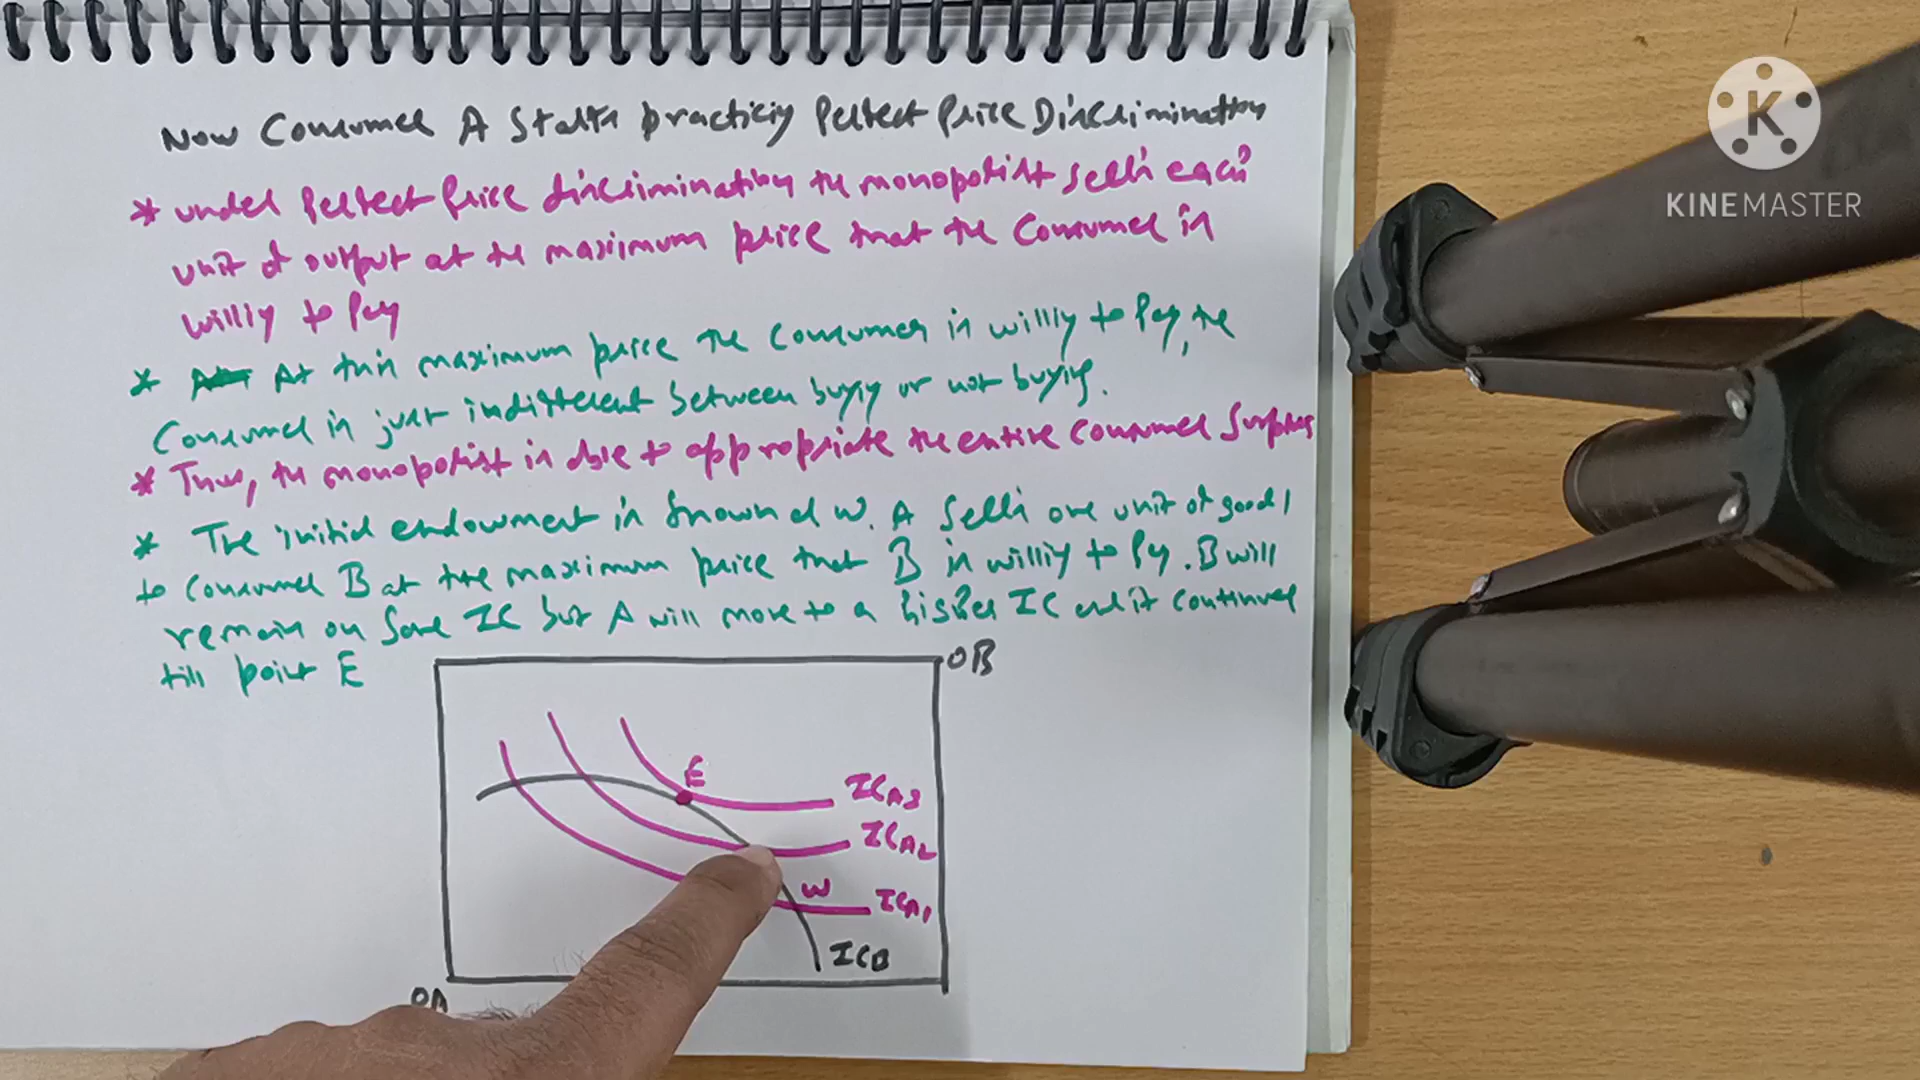 Now Consumer A Starts practicing Perfect Price Discrimination
* under Perfect Price discrimination the monopolist sells each
unit of output at the maximum price that the Consumer is
willing to Pay
* At this maximum price the Consumer is willing to Pay, the
Consumer is just indifferent between buying or not buying.
* Thus, the monopolist is able to appropriate the entire Consumer Surplus
* The initial endowment is shown at W. A sells one unit of good 1
to Consumer B at the maximum price that B is willing to Pay. B will
remain on Same IC but A will move to a higher IC and it continues
till point E
OB
E
ICA3
ICA2
W
ICA1
ICB
OA
K
KINEMASTER